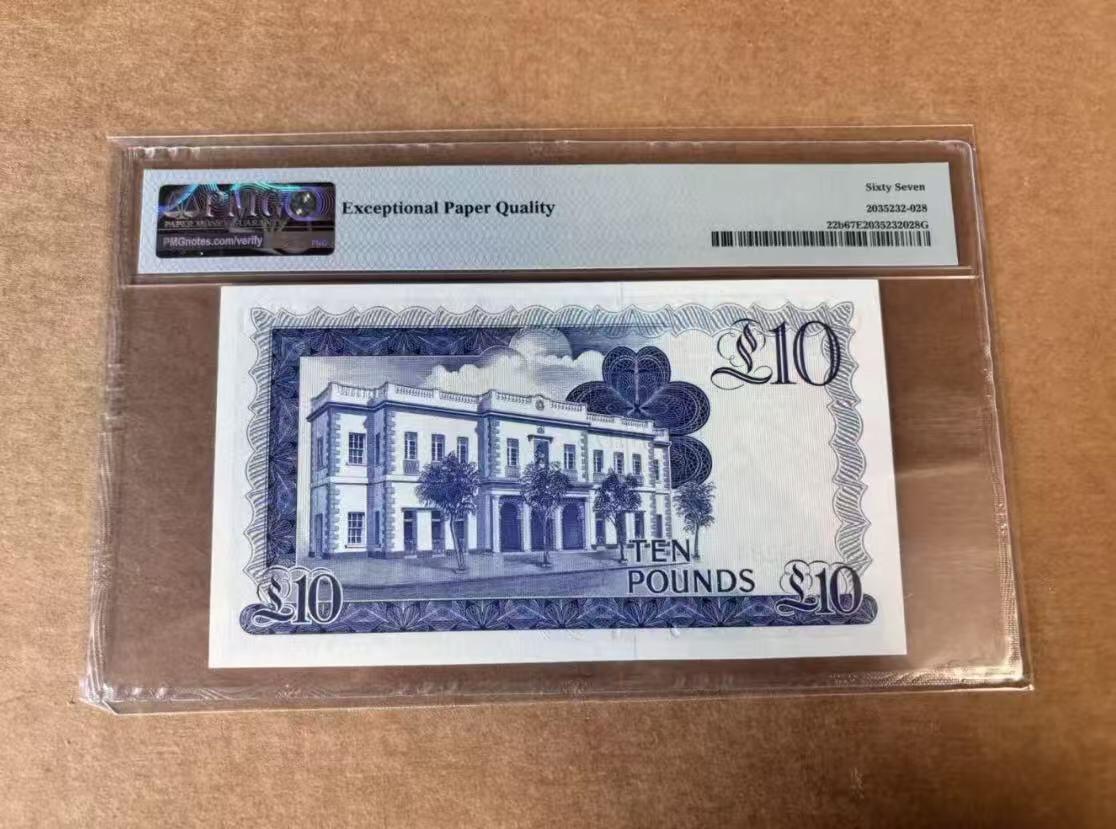 PMG
PAPER MONEY GUARANTY
PMGnotes.com/verify
PMG
Exceptional Paper Quality
Sixty Seven
2035232-028
22b67E2035232028G
£10
TEN
POUNDS
£10
£10